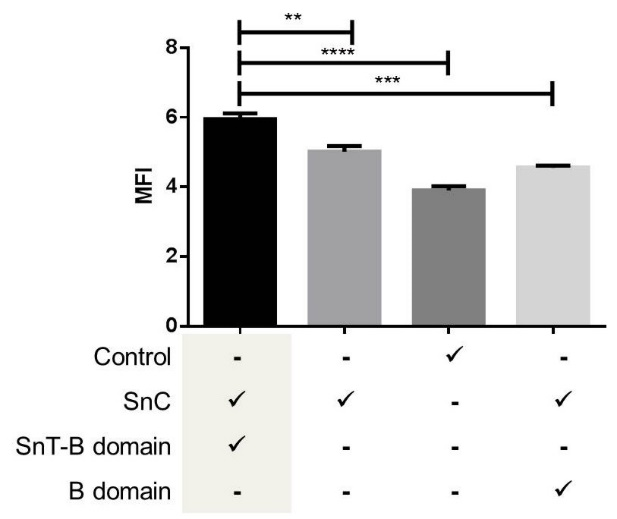 **
8
****
***
6
MFI
4
2
0
Control - - ✓ -
SnC ✓ ✓ - ✓
SnT-B domain ✓ - - -
B domain - - - ✓